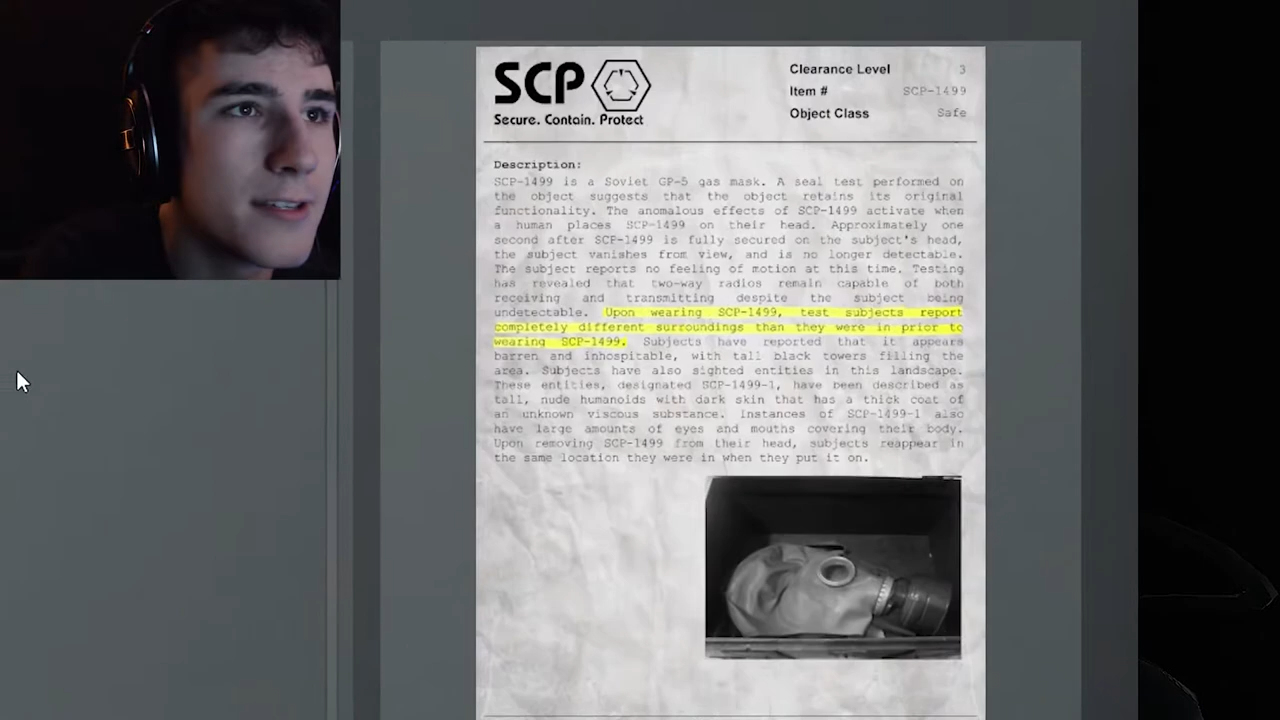 SCP
Secure. Contain. Protect
Clearance Level 3
Item # SCP-1499
Object Class Safe
Description:
SCP-1499 is a Soviet GP-5 gas mask. A seal test performed on
the object suggests that the object retains its original
functionality. The anomalous effects of SCP-1499 activate when
a human places SCP-1499 on their head. Approximately one
second after SCP-1499 is fully secured on the subject's head,
the subject vanishes from view, and is no longer detectable.
The subject reports no feeling of motion at this time. Testing
has revealed that two-way radios remain capable of both
receiving and transmitting despite the subject being
undetectable. Upon wearing SCP-1499, test subjects report
completely different surroundings than they were in prior to
wearing SCP-1499. Subjects have reported that it appears
barren and inhospitable, with tall black towers filling the
area. Subjects have also sighted entities in this landscape.
These entities, designated SCP-1499-1, have been described as
tall, nude humanoids with dark skin that has a thick coat of
an unknown viscous substance. Instances of SCP-1499-1 also
have large amounts of eyes and mouths covering their body.
Upon removing SCP-1499 from their head, subjects reappear in
the same location they were in when they put it on.